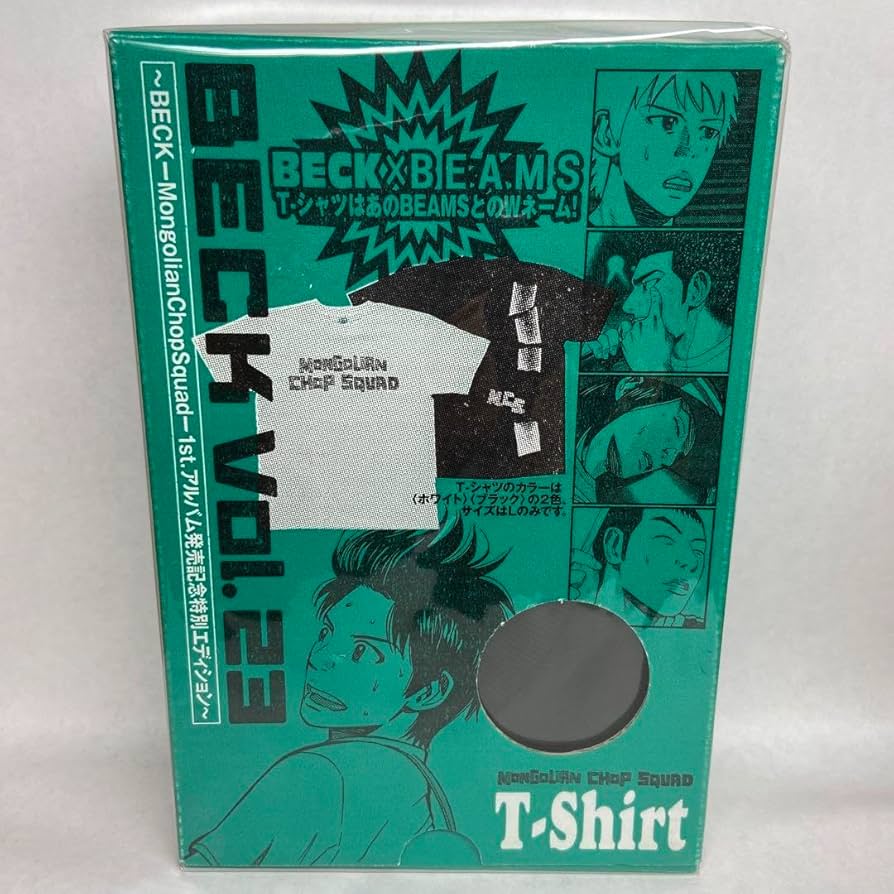 BECK×BEAMS
T-シャツはあのBEAMSとのWネーム!
BECK VOl.23
~BECK-MongolianChopSquad-1st.アルバム発売記念特別エディション~
MONGOLIAN
CHOP SQUAD
MCS
T-シャツのカラーは
〈ホワイト〉〈ブラック〉の2色。
サイズはLのみです。
MONGOLIAN CHOP SQUAD
T-Shirt